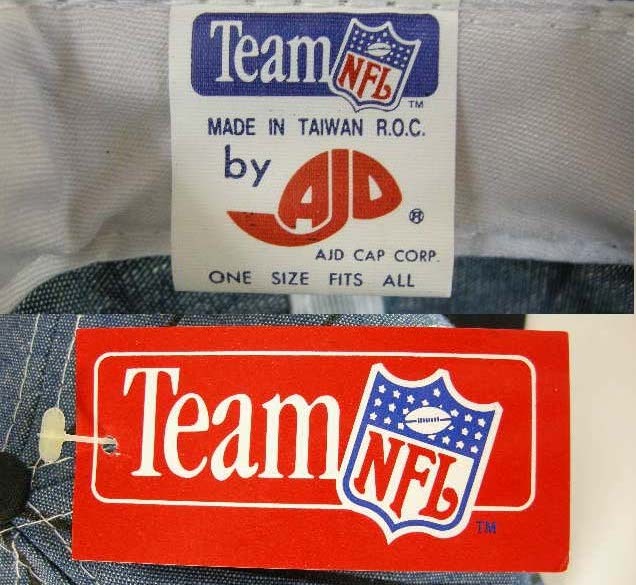 Team NFL TM
MADE IN TAIWAN R.O.C.
by AJD ®
AJD CAP CORP.
ONE SIZE FITS ALL
Team NFL TM